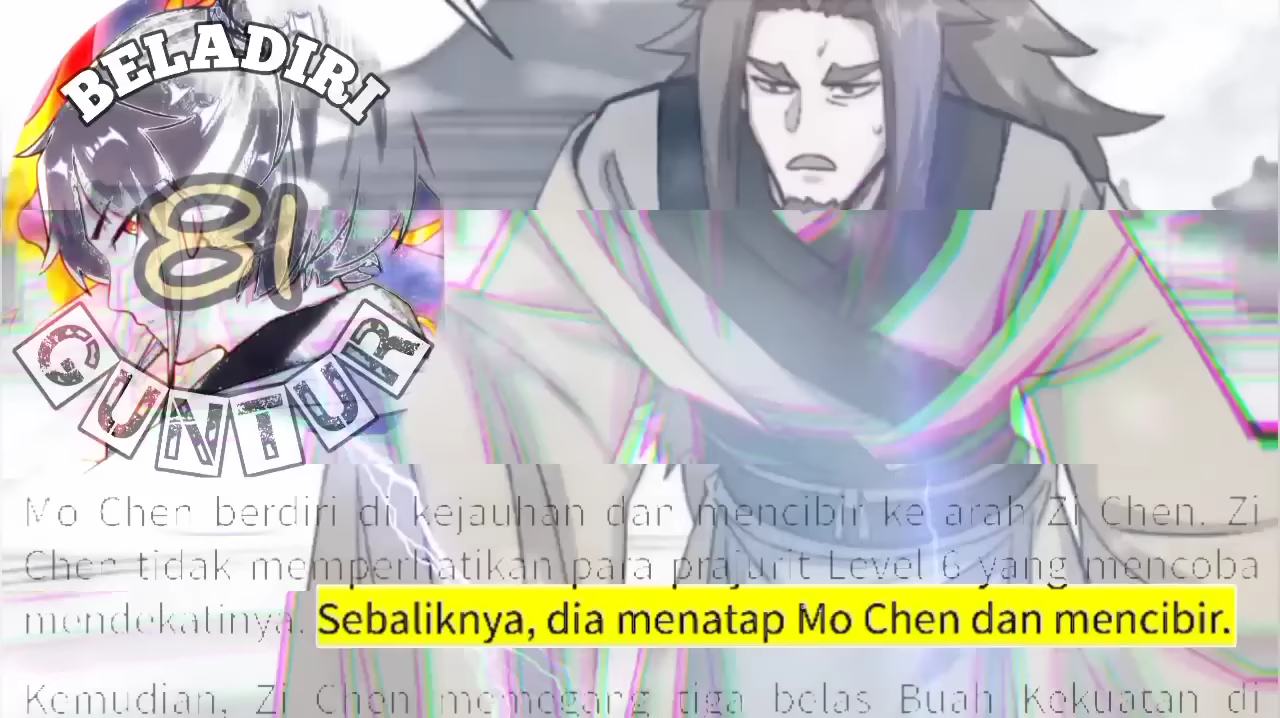 BELADIRI
81
GUNTUR
Mo Chen berdiri di kejauhan dan mencibir ke arah Zi Chen. Zi
Chen tidak memperhatikan para prajurit Level 6 yang mencoba
mendekatinya. Sebaliknya, dia menatap Mo Chen dan mencibir.
Kemudian, Zi Chen memegang tiga belas Buah Kekuatan di